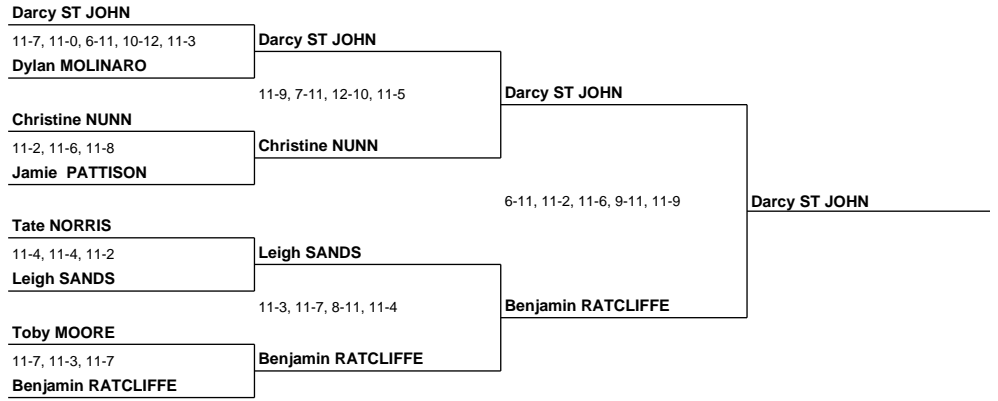 Darcy ST JOHN
11-7, 11-0, 6-11, 10-12, 11-3
Dylan MOLINARO
Darcy ST JOHN
11-9, 7-11, 12-10, 11-5
Darcy ST JOHN
Christine NUNN
11-2, 11-6, 11-8
Jamie  PATTISON
Christine NUNN
6-11, 11-2, 11-6, 9-11, 11-9
Darcy ST JOHN
Tate NORRIS
11-4, 11-4, 11-2
Leigh SANDS
Leigh SANDS
11-3, 11-7, 8-11, 11-4
Benjamin RATCLIFFE
Toby MOORE
11-7, 11-3, 11-7
Benjamin RATCLIFFE
Benjamin RATCLIFFE